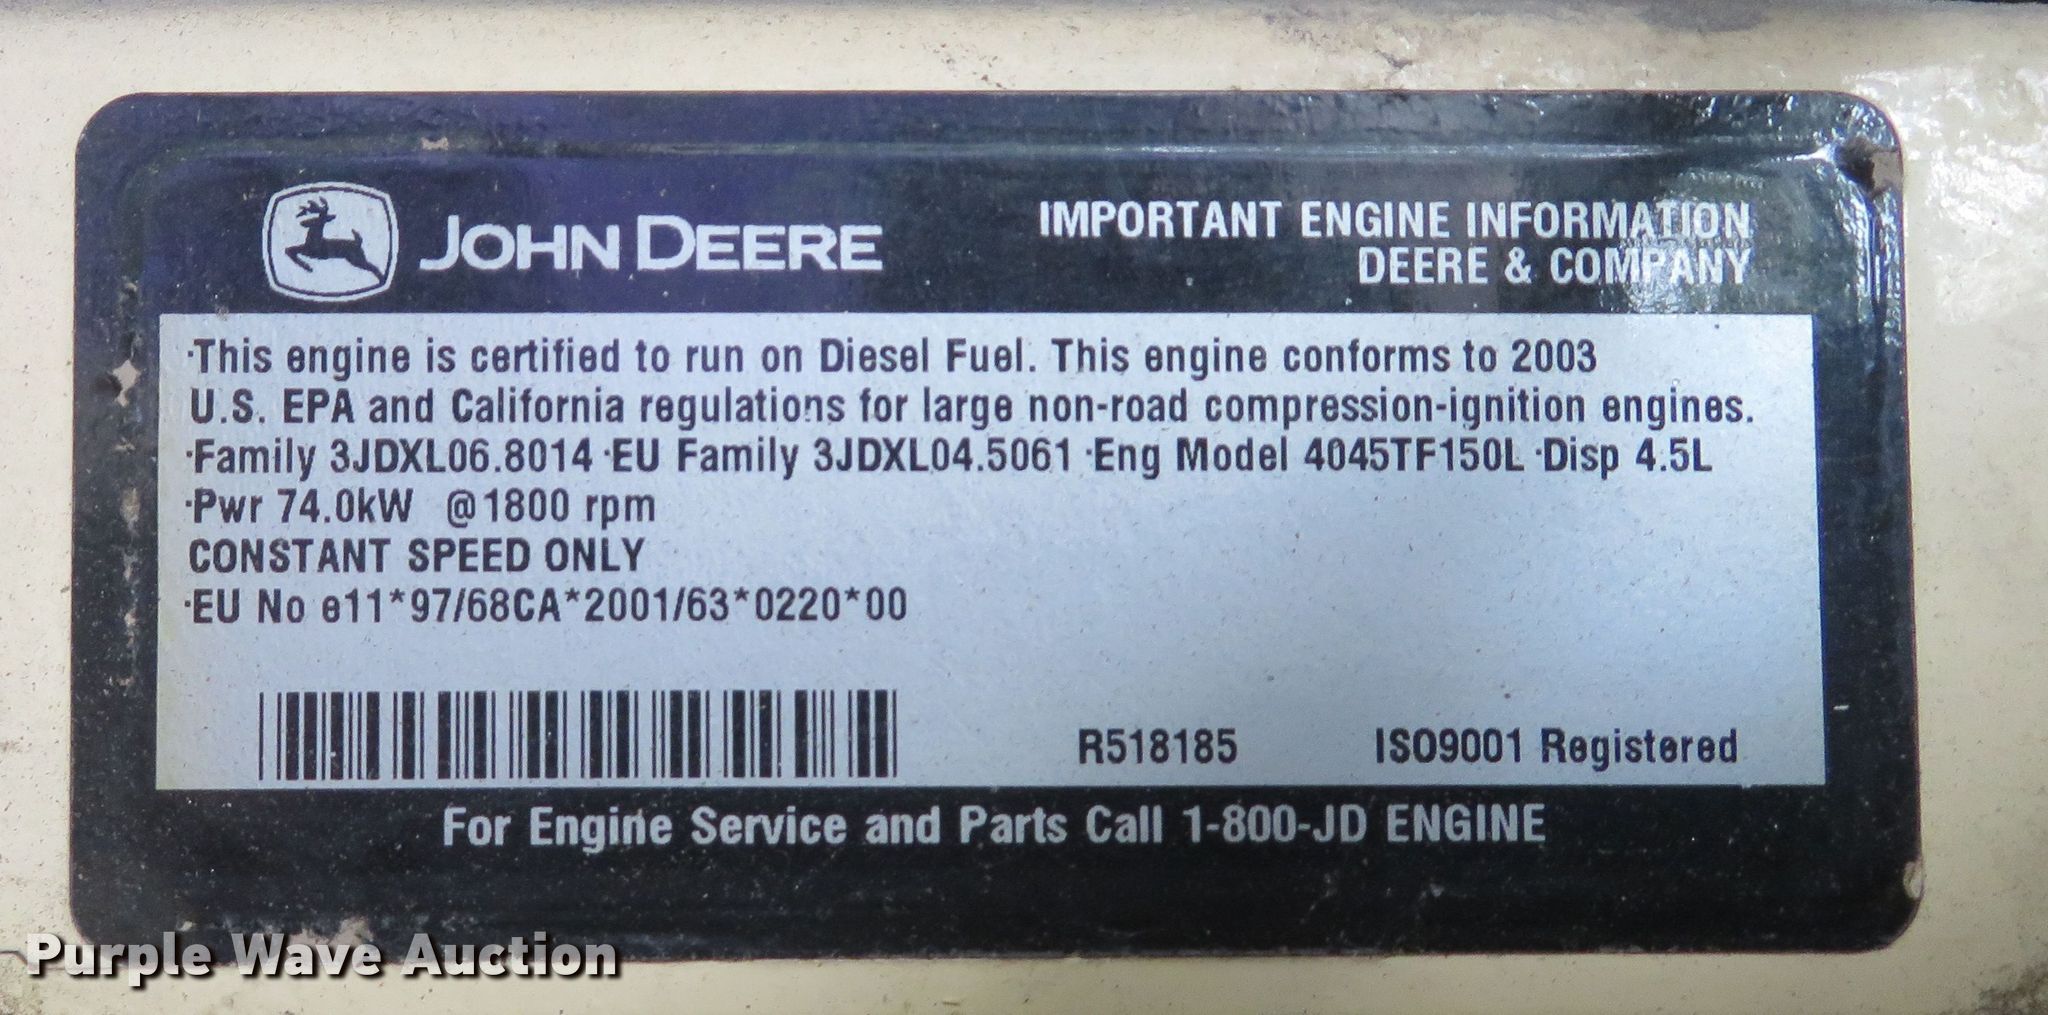 JOHN DEERE
IMPORTANT ENGINE INFORMATION
DEERE & COMPANY
·This engine is certified to run on Diesel Fuel. This engine conforms to 2003
U.S. EPA and California regulations for large non-road compression-ignition engines.
·Family 3JDXL06.8014 ·EU Family 3JDXL04.5061 ·Eng Model 4045TF150L ·Disp 4.5L
·Pwr 74.0kW @1800 rpm
CONSTANT SPEED ONLY
·EU No e11*97/68CA*2001/63*0220*00
R518185 ISO9001 Registered
For Engine Service and Parts Call 1-800-JD ENGINE
Purple Wave Auction